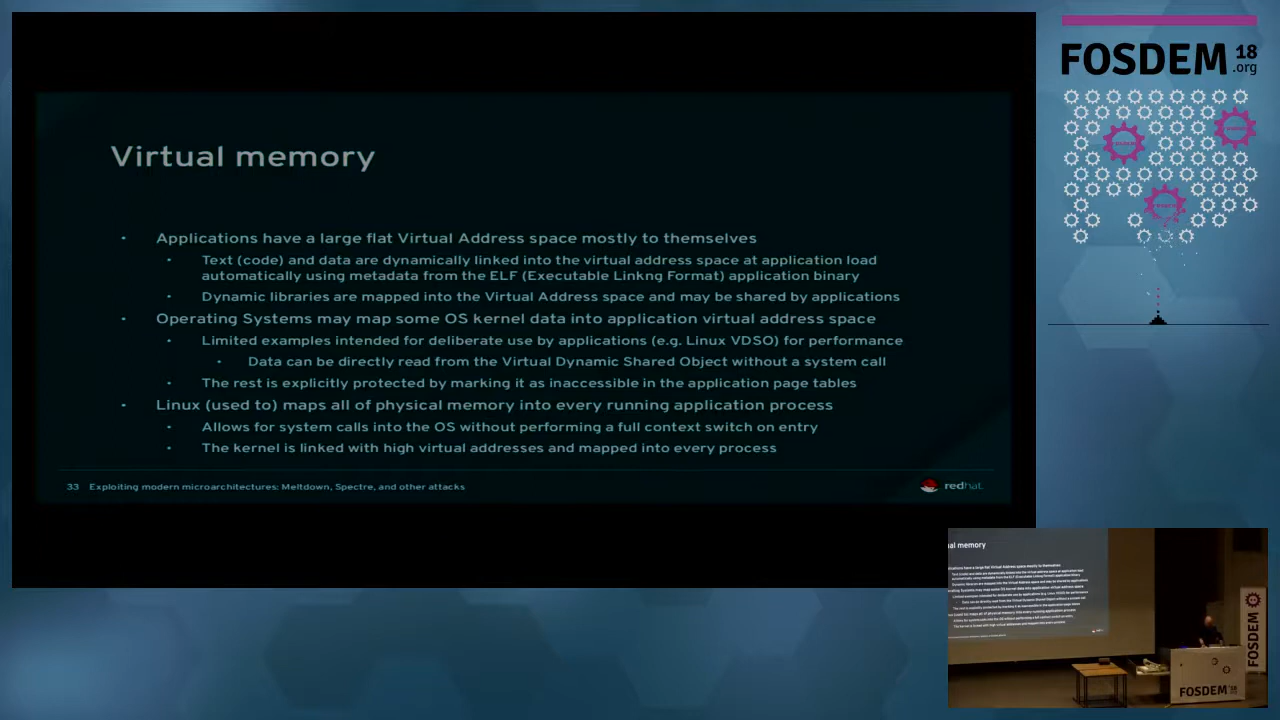 FOSDEM 18
.org
Virtual memory
• Applications have a large flat Virtual Address space mostly to themselves
• Text (code) and data are dynamically linked into the virtual address space at application load
automatically using metadata from the ELF (Executable Linkng Format) application binary
• Dynamic libraries are mapped into the Virtual Address space and may be shared by applications
• Operating Systems may map some OS kernel data into application virtual address space
• Limited examples intended for deliberate use by applications (e.g. Linux VDSO) for performance
• Data can be directly read from the Virtual Dynamic Shared Object without a system call
• The rest is explicitly protected by marking it as inaccessible in the application page tables
• Linux (used to) maps all of physical memory into every running application process
• Allows for system calls into the OS without performing a full context switch on entry
• The kernel is linked with high virtual addresses and mapped into every process
33 Exploiting modern microarchitectures: Meltdown, Spectre, and other attacks
redhat.
ual memory
FOSDEM
FOSDEM 18